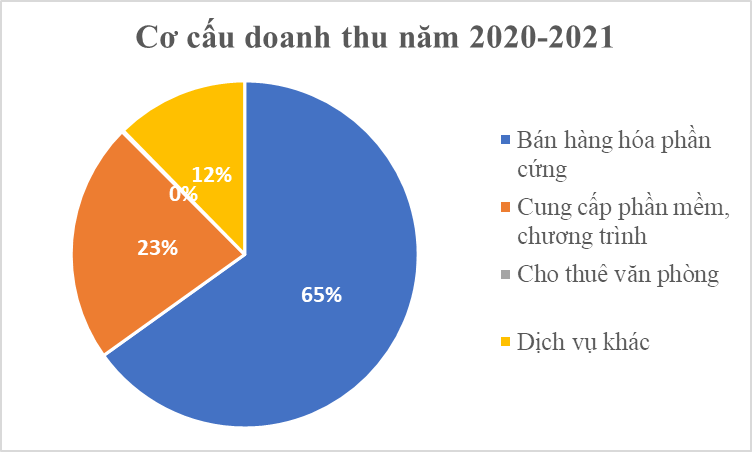 Cơ cấu doanh thu năm 2020-2021
12%
0%
23%
65%
Bán hàng hóa phần
cứng
Cung cấp phần mềm,
chương trình
Cho thuê văn phòng
Dịch vụ khác